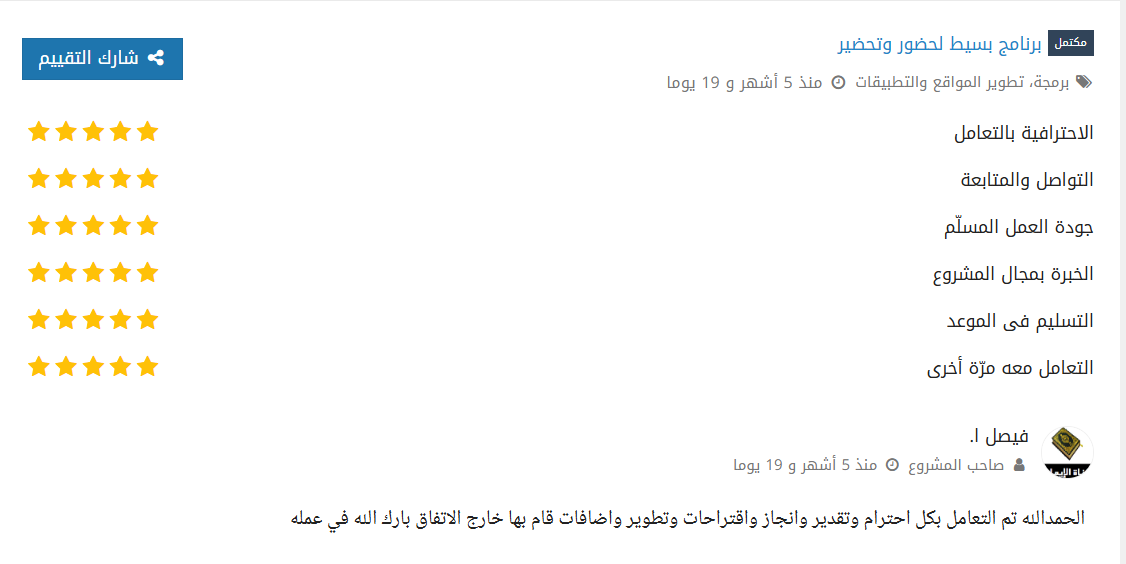 مكتمل برنامج بسيط لحضور وتحضير
شارك التقييم
برمجة، تطوير المواقع والتطبيقات منذ 5 أشهر و 19 يوما
الاحترافية بالتعامل
التواصل والمتابعة
جودة العمل المسلّم
الخبرة بمجال المشروع
التسليم فى الموعد
التعامل معه مرّة أخرى
فيصل ا.
صاحب المشروع منذ 5 أشهر و 19 يوما
الحمدالله تم التعامل بكل احترام وتقدير وانجاز واقتراحات وتطوير واضافات قام بها خارج الاتفاق بارك الله في عمله